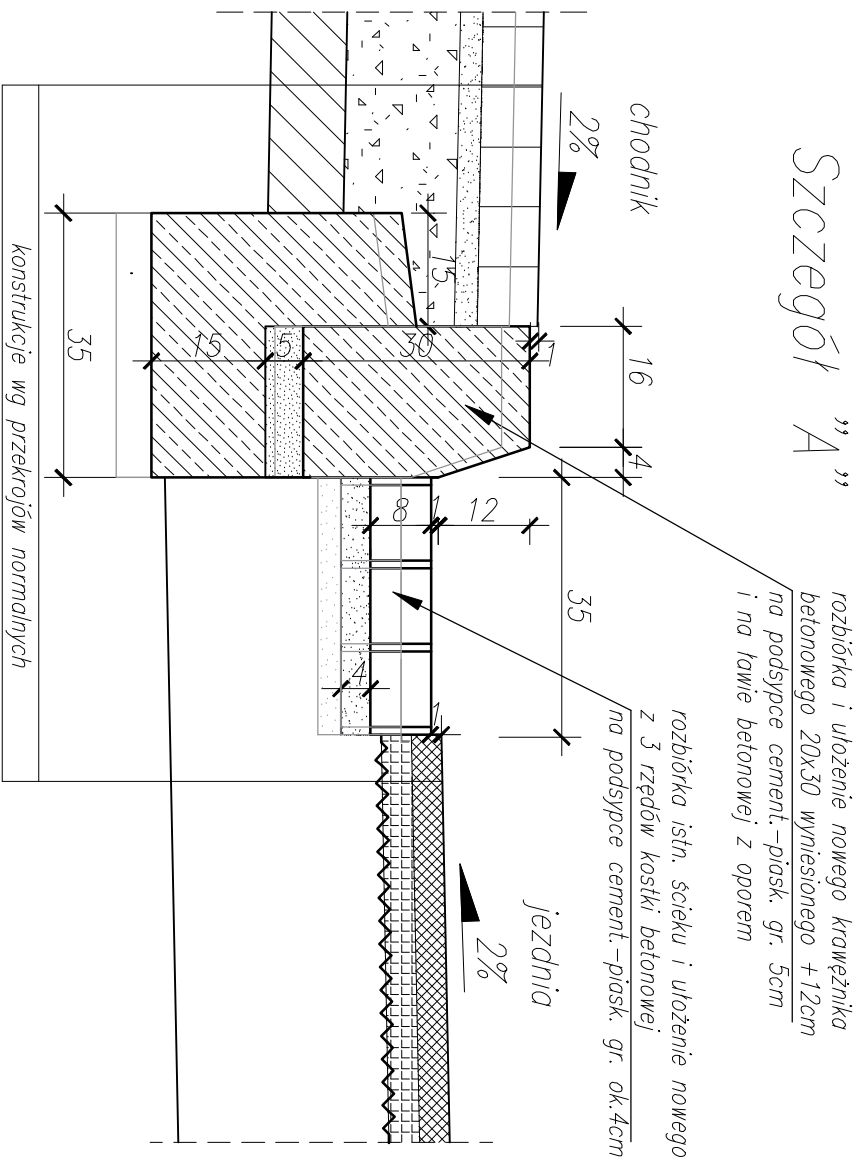 Szczegół „ A ”
rozbiórka i ułożenie nowego krawężnika
betonowego 20x30 wyniesionego +12cm
na podsypce cement.-piask. gr. 5cm
i na ławie betonowej z oporem
rozbiórka istn. ścieku i ułożenie nowego
z 3 rzędów kostki betonowej
na podsypce cement.-piask. gr. ok.4cm
chodnik
2%
jezdnia
2%
16
4
35
1
15
30
5
15
12
1
8
4
1
35
konstrukcje wg przekrojów normalnych